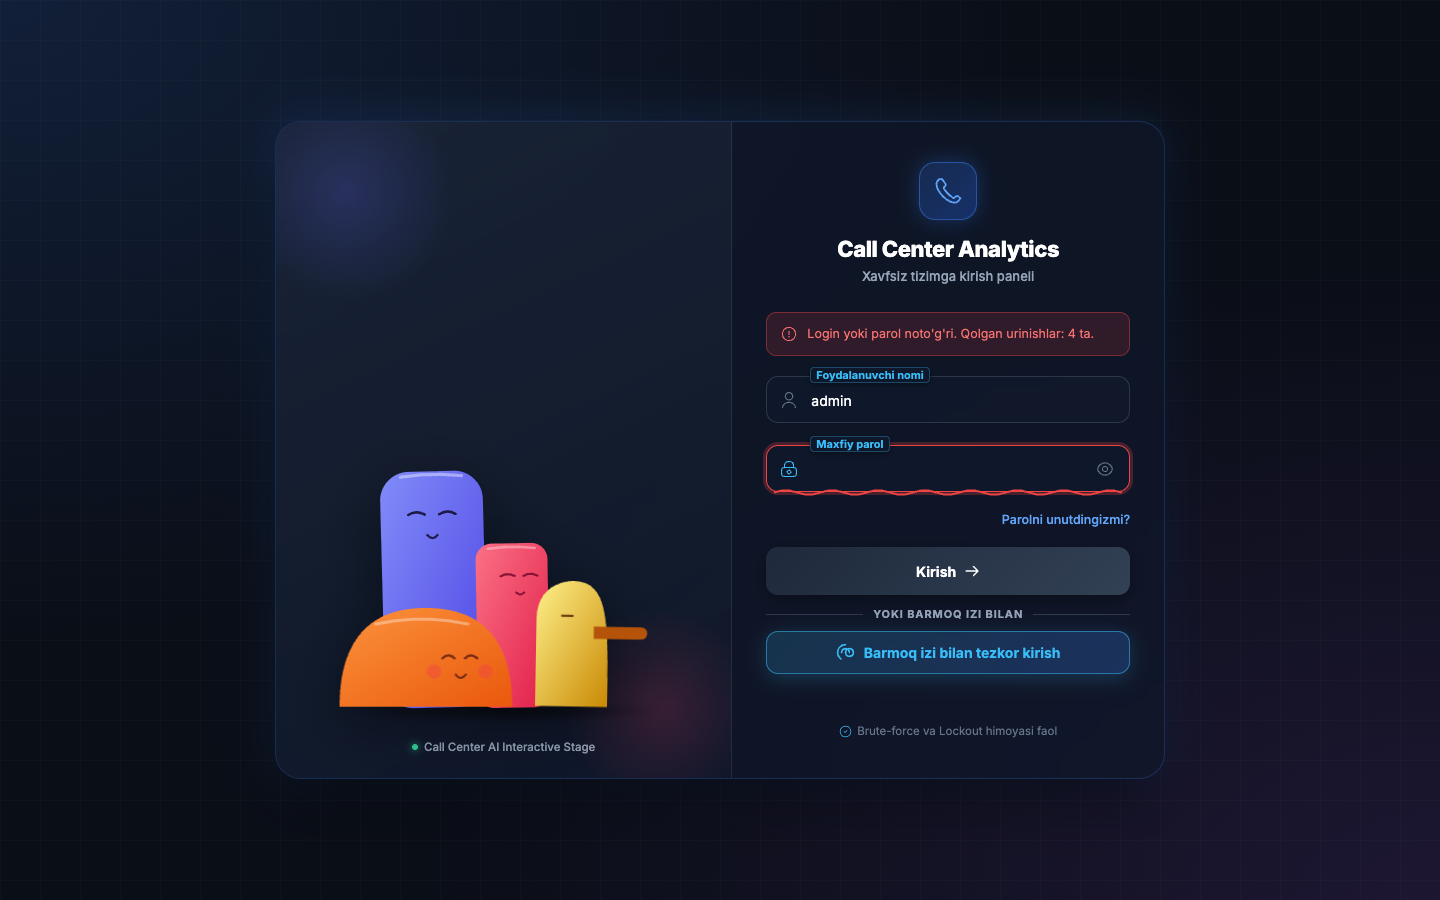 Call Center Analytics
Xavfsiz tizimga kirish paneli
Login yoki parol noto'g'ri. Qolgan urinishlar: 4 ta.
Foydalanuvchi nomi
admin
Maxfiy parol
Parolni unutdingizmi?
Kirish →
YOKI BARMOQ IZI BILAN
Barmoq izi bilan tezkor kirish
Brute-force va Lockout himoyasi faol
Call Center AI Interactive Stage